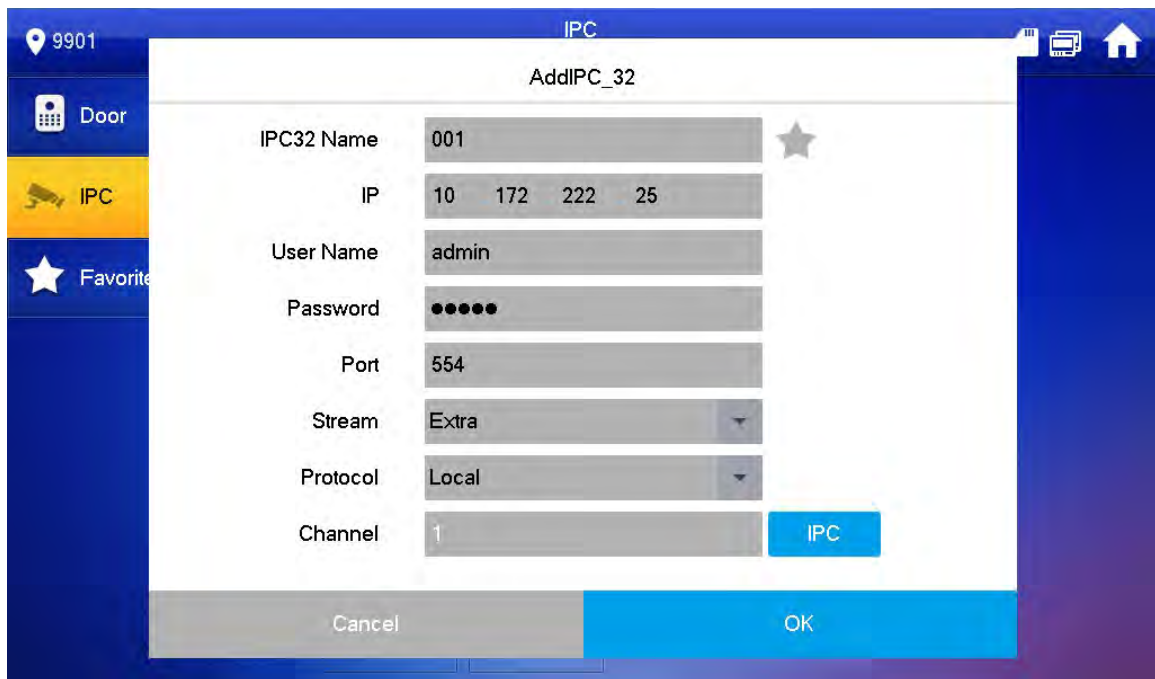 IPC
9901
AddIPC_32
Door
IPC32 Name 001
IP 10 172 222 25
IPC
User Name admin
Favorite
Password ●●●●●
Port 554
Stream Extra
Protocol Local
Channel 1 IPC
Cancel OK